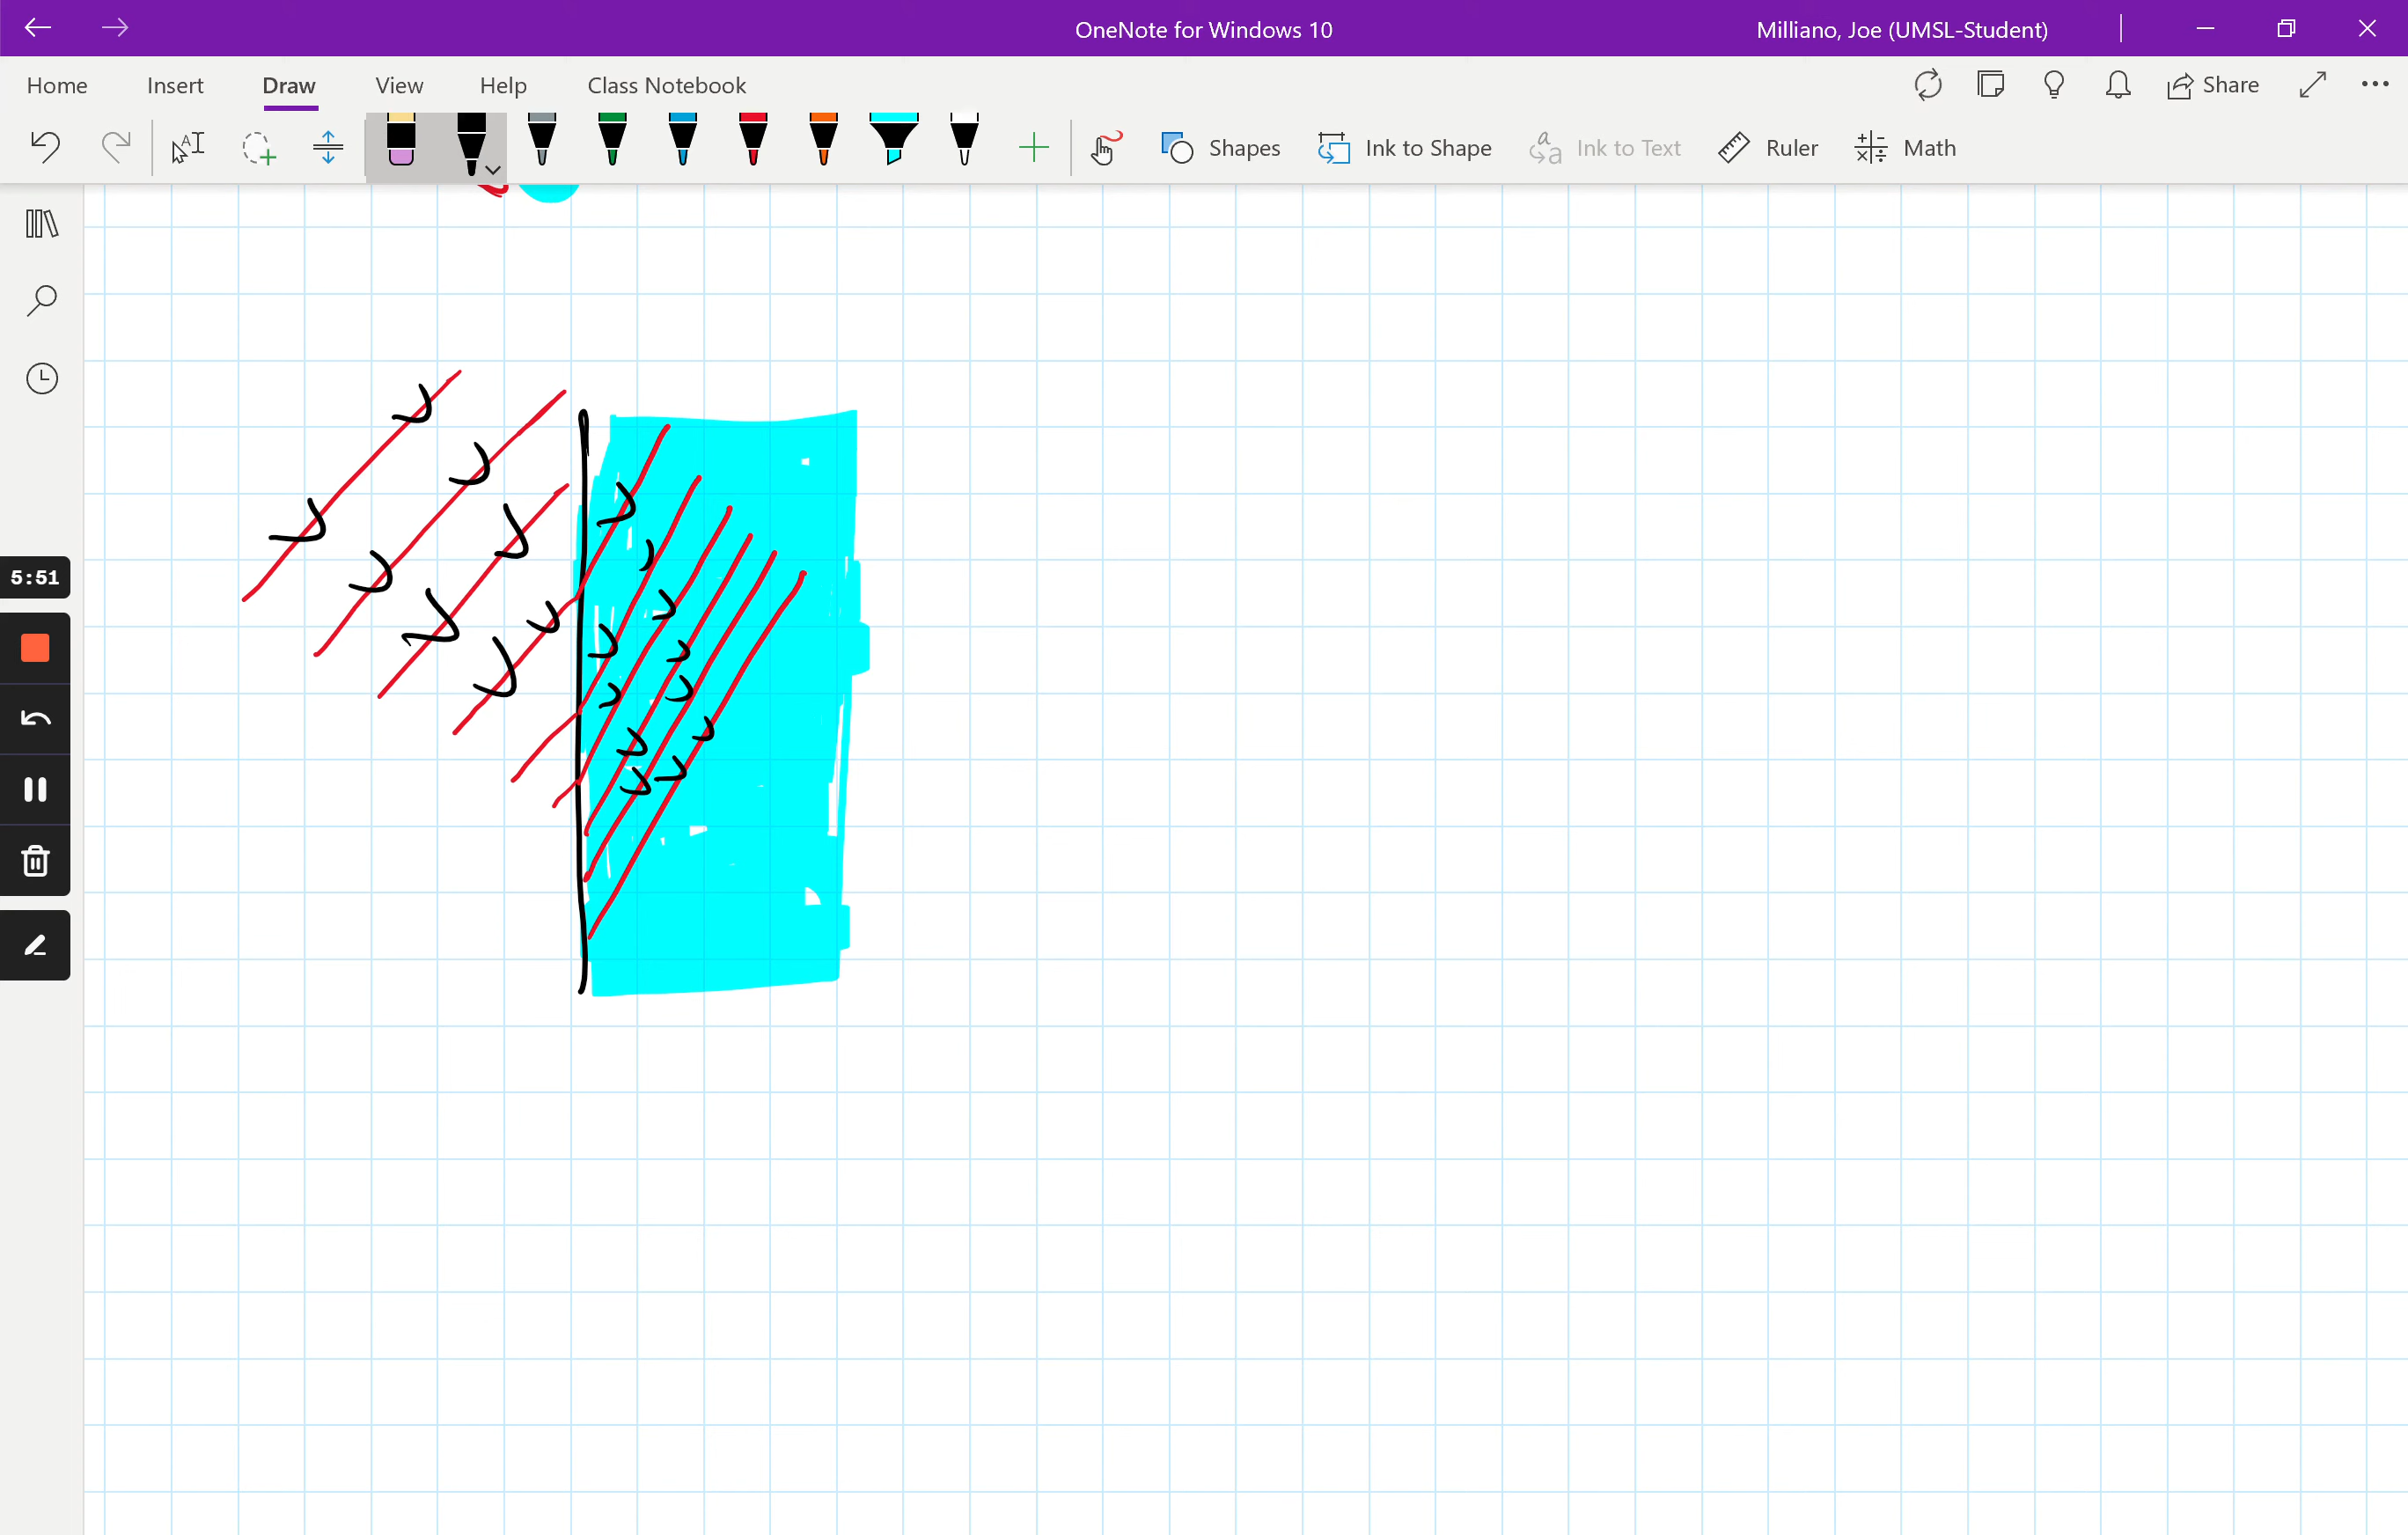 OneNote for Windows 10
Milliano, Joe (UMSL-Student)
Home Insert Draw View Help Class Notebook
Share
Shapes Ink to Shape Ink to Text Ruler Math
5:51